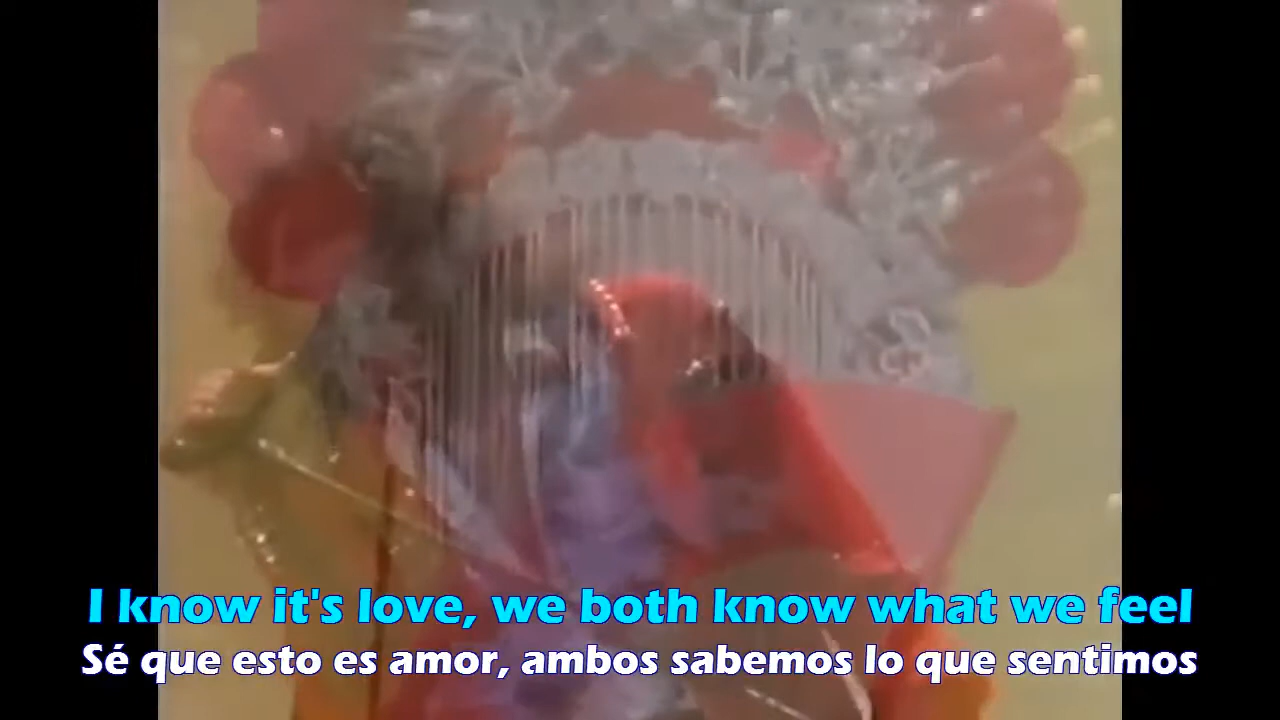 I know it's love, we both know what we feel
Sé que esto es amor, ambos sabemos lo que sentimos